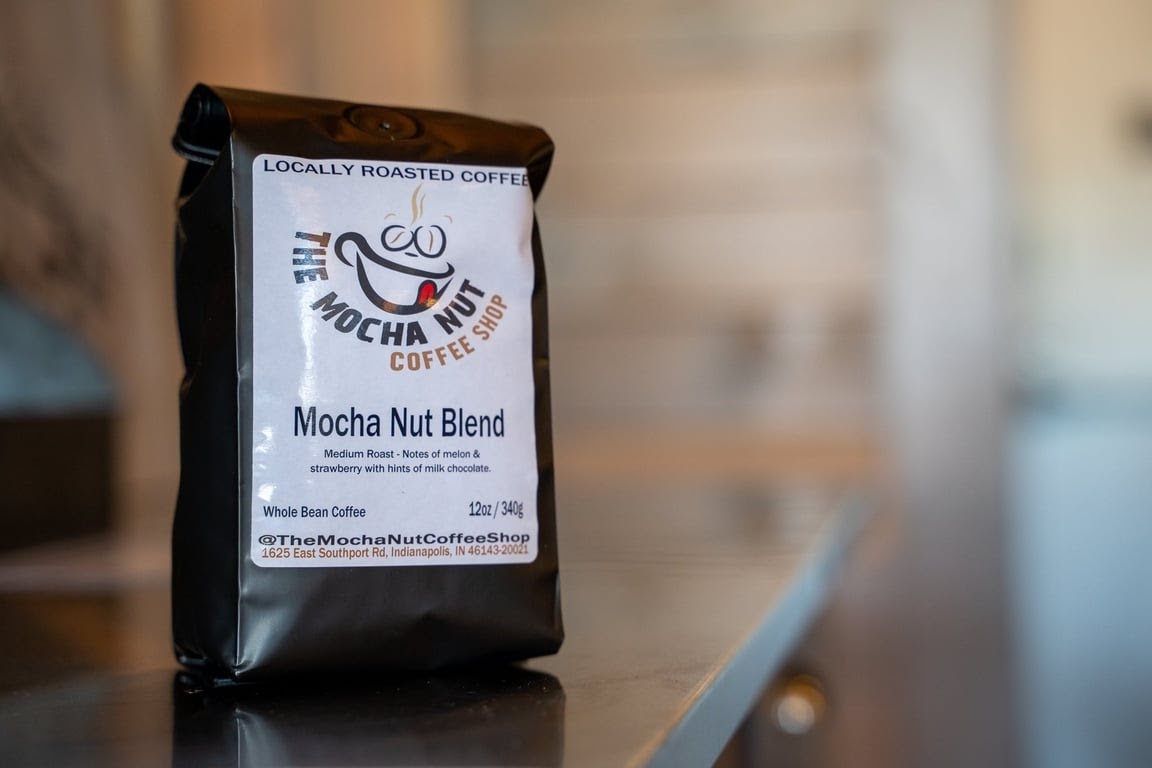 LOCALLY ROASTED COFFEE
THE MOCHA NUT
COFFEE SHOP
Mocha Nut Blend
Medium Roast - Notes of melon &
strawberry with hints of milk chocolate.
Whole Bean Coffee 12oz / 340g
@TheMochaNutCoffeeShop
1625 East Southport Rd, Indianapolis, IN 46143-20021